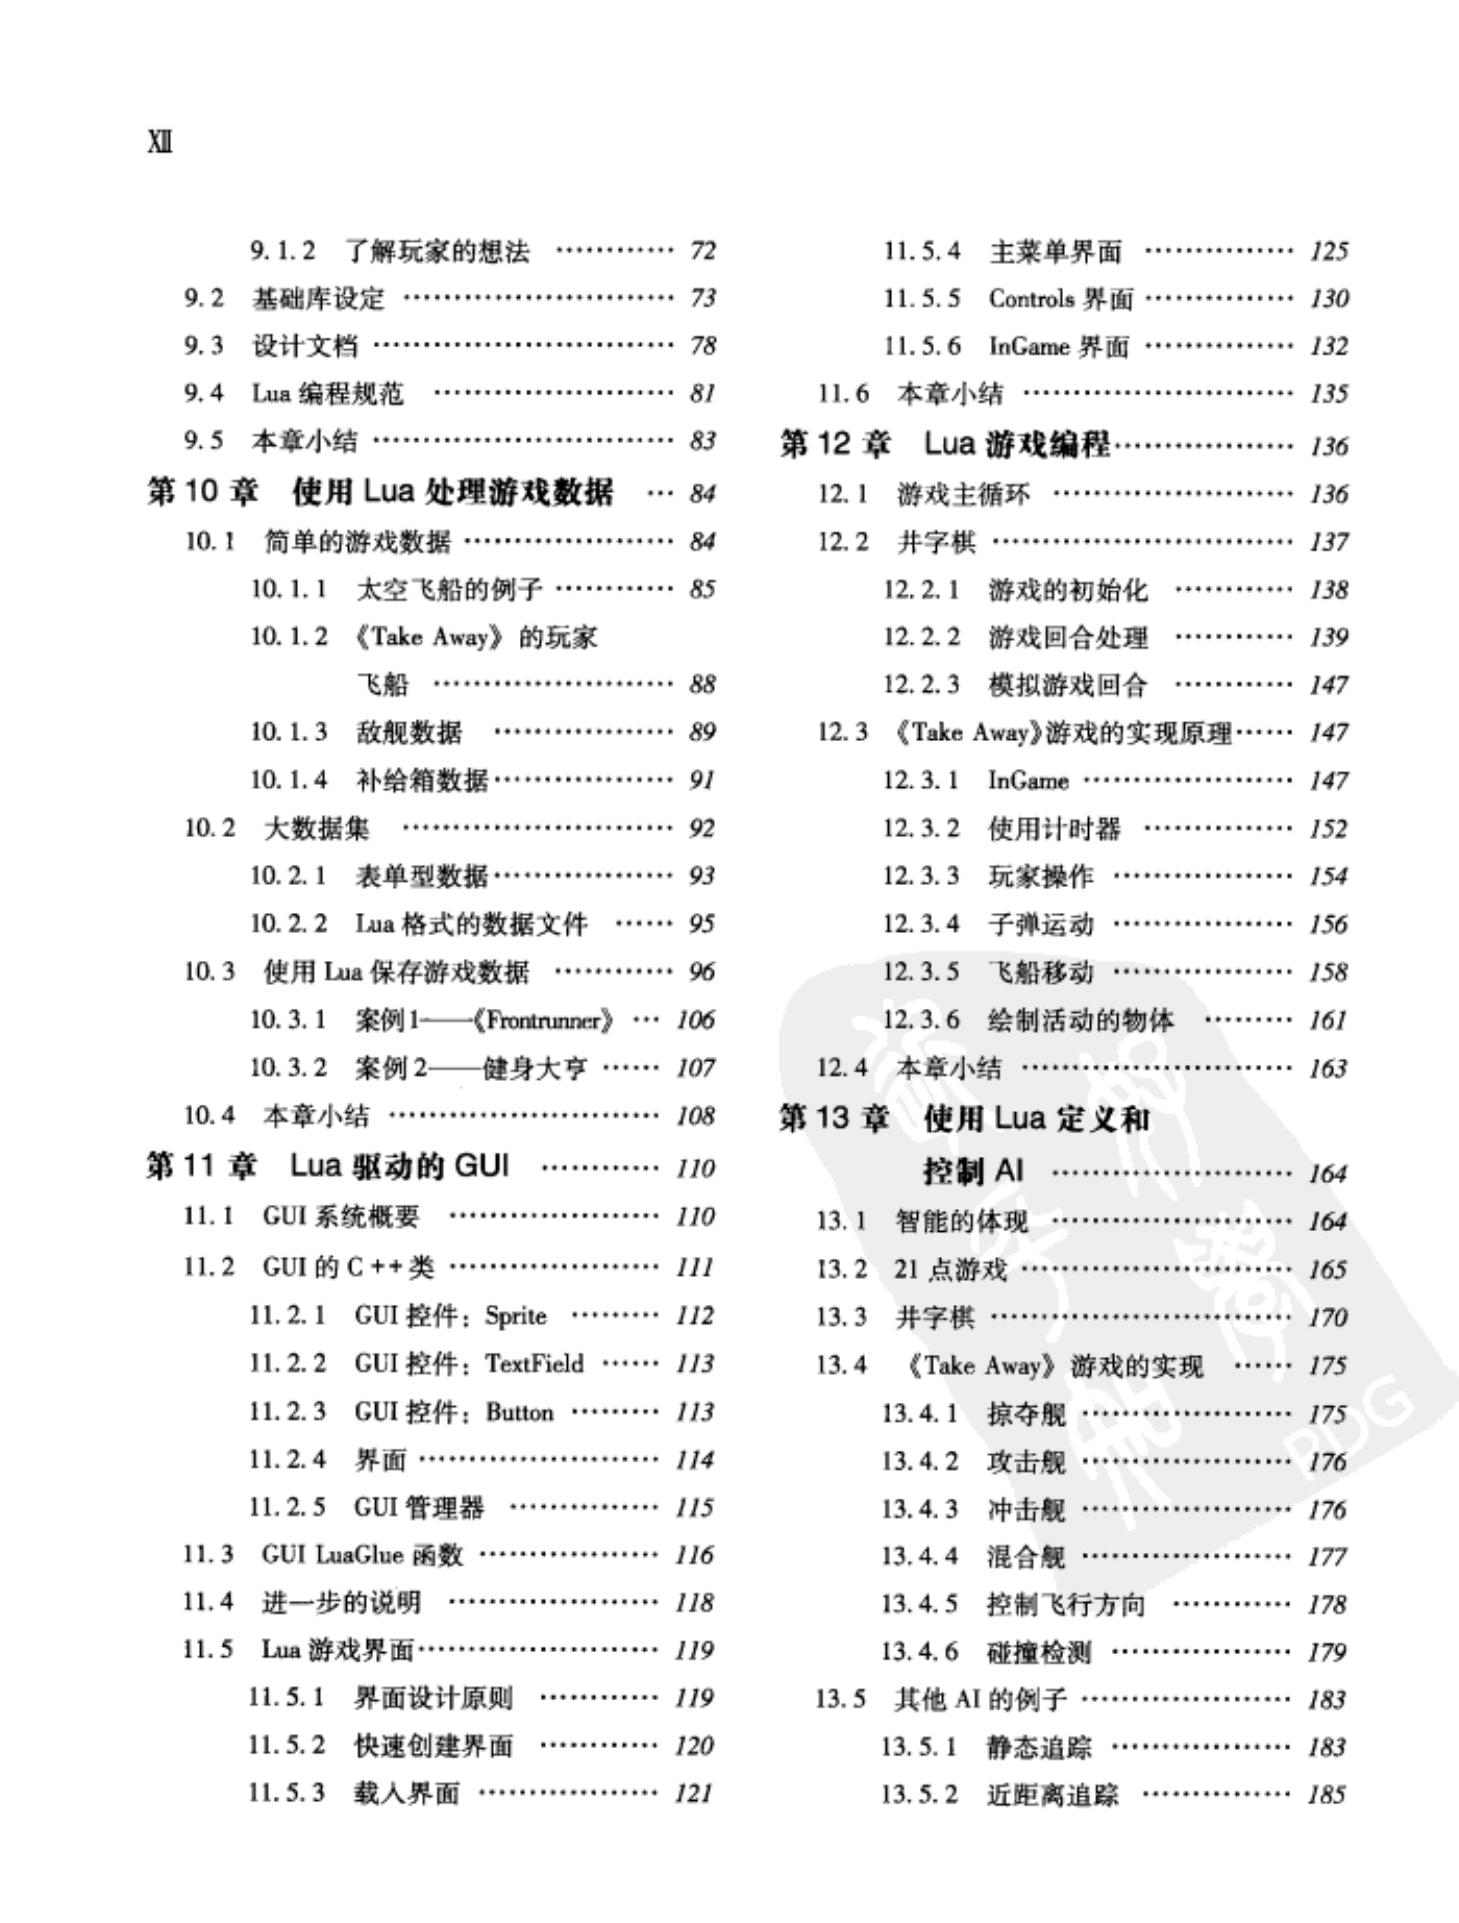 XII
9.1.2 了解玩家的想法 ………… 72
9.2 基础库设定 ……………………… 73
9.3 设计文档 ………………………… 78
9.4 Lua 编程规范 …………………… 81
9.5 本章小结 ………………………… 83
第 10 章 使用 Lua 处理游戏数据 … 84
10.1 简单的游戏数据 ………………… 84
10.1.1 太空飞船的例子 ………… 85
10.1.2 《Take Away》 的玩家
飞船 …………………… 88
10.1.3 敌舰数据 ……………… 89
10.1.4 补给箱数据 ……………… 91
10.2 大数据集 ……………………… 92
10.2.1 表单型数据 ……………… 93
10.2.2 Lua 格式的数据文件 …… 95
10.3 使用 Lua 保存游戏数据 ………… 96
10.3.1 案例1——《Frontrunner》 … 106
10.3.2 案例 2——健身大亨 …… 107
10.4 本章小结 ……………………… 108
第 11 章 Lua 驱动的 GUI ………… 110
11.1 GUI 系统概要 ………………… 110
11.2 GUI 的 C ++ 类 ………………… 111
11.2.1 GUI 控件：Sprite ……… 112
11.2.2 GUI 控件：TextField …… 113
11.2.3 GUI 控件：Button ……… 113
11.2.4 界面 …………………… 114
11.2.5 GUI 管理器 …………… 115
11.3 GUI LuaGlue 函数 ……………… 116
11.4 进一步的说明 ………………… 118
11.5 Lua 游戏界面 …………………… 119
11.5.1 界面设计原则 ………… 119
11.5.2 快速创建界面 ………… 120
11.5.3 载入界面 ……………… 121
11.5.4 主菜单界面 …………… 125
11.5.5 Controls 界面 …………… 130
11.5.6 InGame 界面 …………… 132
11.6 本章小结 ……………………… 135
第 12 章 Lua 游戏编程 ……………… 136
12.1 游戏主循环 …………………… 136
12.2 井字棋 ………………………… 137
12.2.1 游戏的初始化 ………… 138
12.2.2 游戏回合处理 ………… 139
12.2.3 模拟游戏回合 ………… 147
12.3 《Take Away》游戏的实现原理 …… 147
12.3.1 InGame ………………… 147
12.3.2 使用计时器 …………… 152
12.3.3 玩家操作 ……………… 154
12.3.4 子弹运动 ……………… 156
12.3.5 飞船移动 ……………… 158
12.3.6 绘制活动的物体 ……… 161
12.4 本章小结 ……………………… 163
第 13 章 使用 Lua 定义和
控制 AI …………………… 164
13.1 智能的体现 …………………… 164
13.2 21 点游戏 ……………………… 165
13.3 井字棋 ………………………… 170
13.4 《Take Away》 游戏的实现 …… 175
13.4.1 掠夺舰 ………………… 175
13.4.2 攻击舰 ………………… 176
13.4.3 冲击舰 ………………… 176
13.4.4 混合舰 ………………… 177
13.4.5 控制飞行方向 ………… 178
13.4.6 碰撞检测 ……………… 179
13.5 其他 AI 的例子 ………………… 183
13.5.1 静态追踪 ……………… 183
13.5.2 近距离追踪 …………… 185
PDG